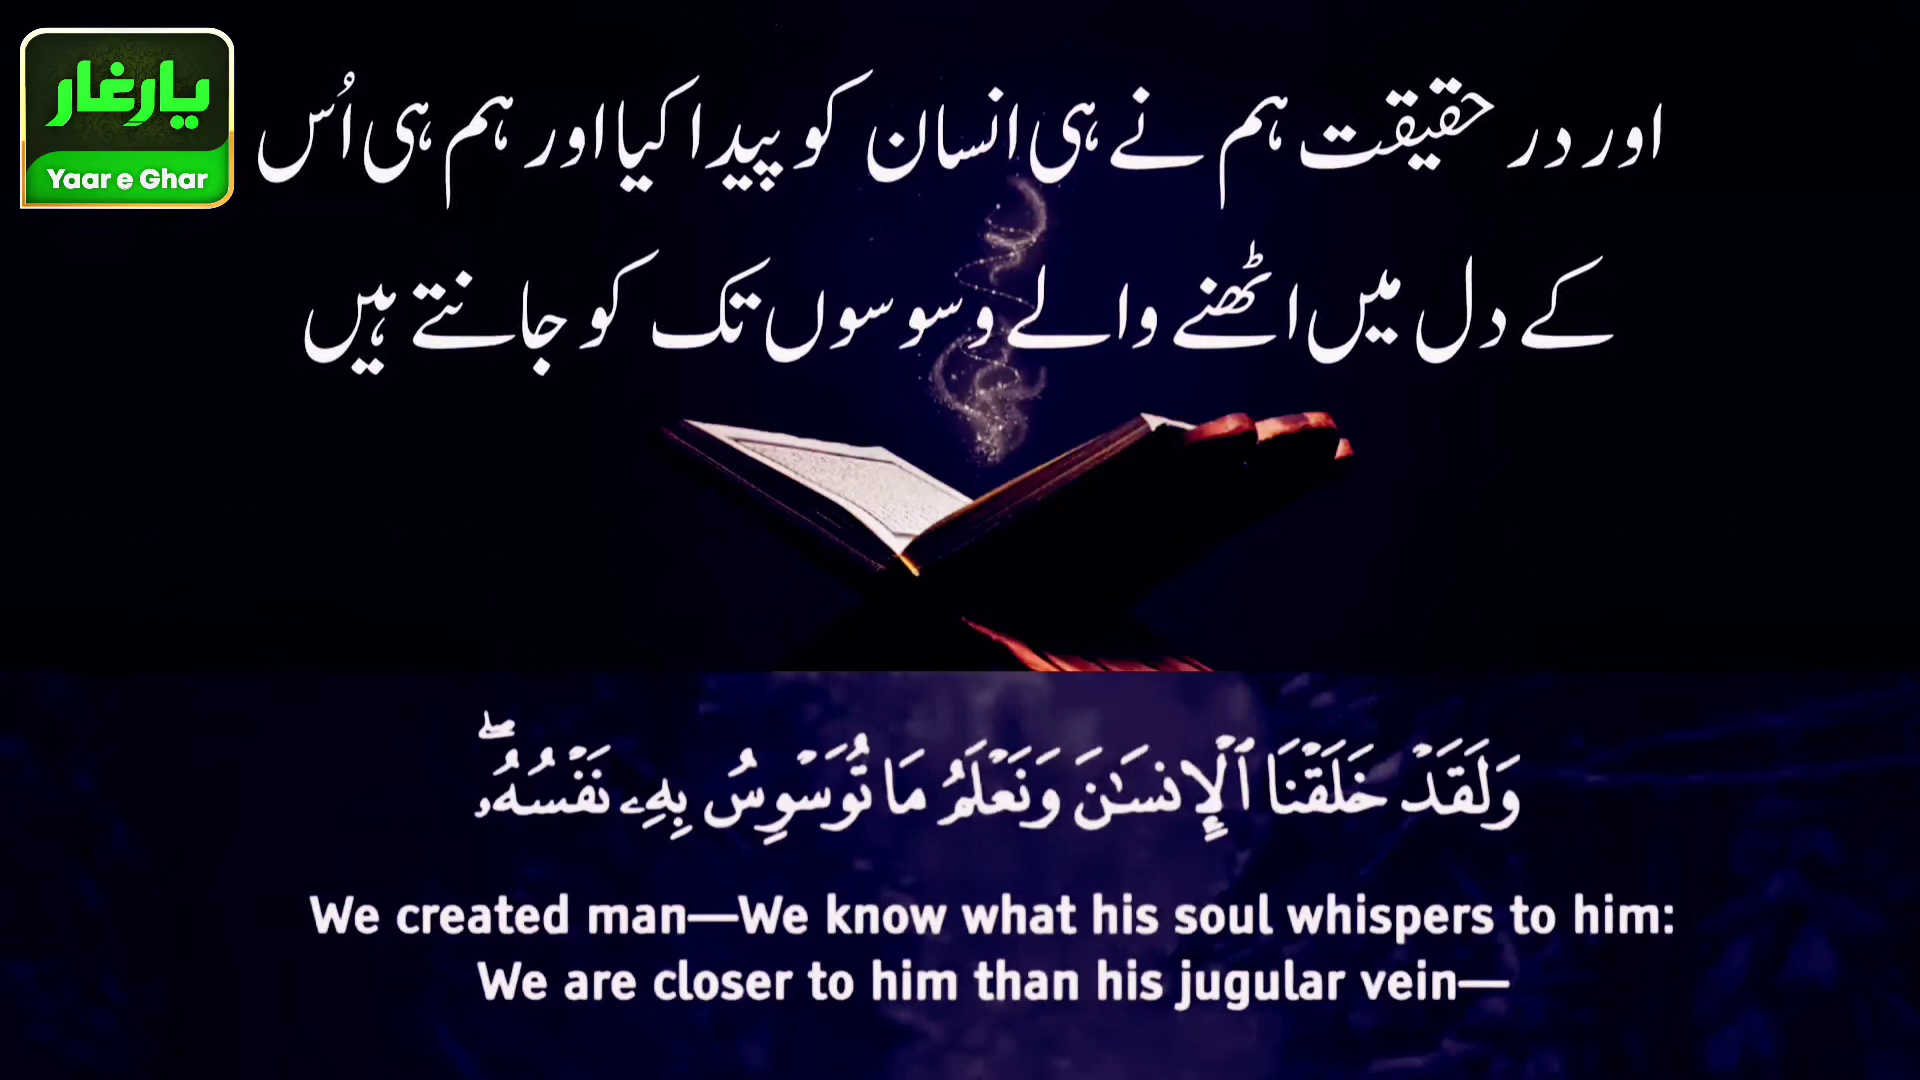 یارغار
Yaar e Ghar
اور در حقیقت ہم نے ہی انسان کو پیدا کیا اور ہم ہی اُس
کے دل میں اٹھنے والے وسوسوں تک کو جانتے ہیں
وَلَقَدْ خَلَقْنَا ٱلْإِنسَـٰنَ وَنَعْلَمُ مَا تُوَسْوِسُ بِهِۦ نَفْسُهُۥ ۖ
We created man—We know what his soul whispers to him:
We are closer to him than his jugular vein—